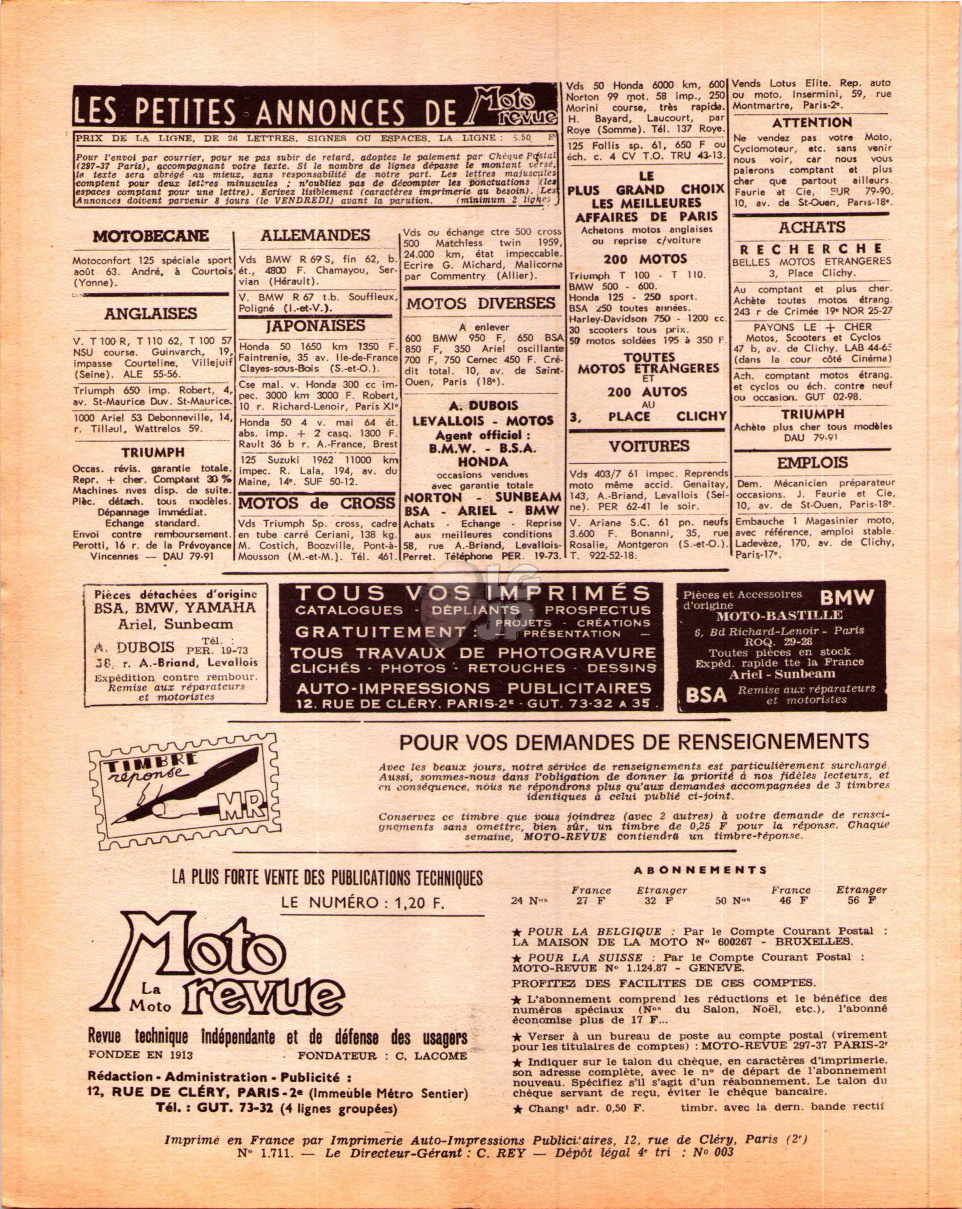 LES PETITES ANNONCES DE Moto revue
PRIX DE LA LIGNE, DE 26 LETTRES, SIGNES OU ESPACES, LA LIGNE : 5.50 F
Pour l'envoi par courrier, pour ne pas subir de retard, adoptez le paiement par Chèque Postal
(297-37 Paris), accompagnant votre texte. Si le nombre de lignes dépasse le montant versé,
le texte sera abrégé au mieux, sans responsabilité de notre part. Les lettres majuscules
comptent pour deux lettres minuscules ; n'oubliez pas de décompter les ponctuations (les
espaces comptant pour une lettre). Ecrivez lisiblement (caractères imprimerie au besoin). Les
Annonces doivent parvenir 8 jours (le VENDREDI) avant la parution. (minimum 2 lignes
MOTOBECANE
Motoconfort 125 spéciale sport
août 63. André, à Courtois
(Yonne).
ANGLAISES
V. T 100 R, T 110 62, T 100 57
NSU course. Guinvarch, 19,
impasse Courteline, Villejuif
(Seine). ALE 55-56.
Triumph 650 imp. Robert, 4,
av. St-Maurice Duv. St-Maurice.
1000 Ariel 53 Debonneville, 14,
r. Tilleul, Wattrelos 59.
TRIUMPH
Occas. révis. garantie totale.
Repr. + cher. Comptant 30 %
Machines nves disp. de suite.
Pièc. détach. tous modèles.
Dépannage immédiat.
Echange standard.
Envoi contre remboursement.
Perotti, 16 r. de la Prévoyance
Vincennes — DAU 79-91
ALLEMANDES
Vds BMW R 69 S, fin 62, b.
ét., 4800 F. Chamayou, Ser-
vian (Hérault).
V. BMW R 67 t.b. Souffleux,
Poligné (I.-et-V.).
JAPONAISES
Honda 50 1650 km 1350 F.
Faintrenie, 35 av. Ile-de-France
Clayes-sous-Bois (S.-et-O.).
Cse mal. v. Honda 300 cc im-
pec. 3000 km 3000 F. Robert,
10 r. Richard-Lenoir, Paris XIe
Honda 50 4 v. mai 64 ét.
abs. imp. + 2 casq. 1300 F.
Rault 36 b r. A.-France, Brest
125 Suzuki 1962 11000 km
impec. R. Lala, 194, av. du
Maine, 14e. SUF 50-12.
MOTOS de CROSS
Vds Triumph Sp. cross, cadre
en tube carré Ceriani, 138 kg.
M. Costich, Boozville, Pont-à-
Mousson (M.-et-M.). Tél. 461.
Vds ou échange ctre 500 cross
500 Matchless twin 1959,
24.000 km, état impeccable.
Ecrire G. Michard, Malicorne
par Commentry (Allier).
MOTOS DIVERSES
A enlever
600 BMW 950 F, 650 BSA
850 F, 350 Ariel oscillante
700 F, 750 Cemec 450 F. Cré-
dit total. 10, av. de Saint-
Ouen, Paris (18e).
A. DUBOIS
LEVALLOIS - MOTOS
Agent officiel :
B.M.W. - B.S.A.
HONDA
occasions vendues
avec garantie totale
NORTON - SUNBEAM
BSA - ARIEL - BMW
Achats - Echange - Reprise
aux meilleures conditions
58, rue A.-Briand, Levallois-
Perret. Téléphone PER. 19-73.
Vds 50 Honda 6000 km, 600
Norton 99 mot. 58 imp., 250
Morini course, très rapide.
H. Bayard, Laucourt, par
Roye (Somme). Tél. 137 Roye.
125 Follis sp. 61, 650 F ou
éch. c. 4 CV T.O. TRU 43-13.
LE
PLUS GRAND CHOIX
LES MEILLEURES
AFFAIRES DE PARIS
Achetons motos anglaises
ou reprise c/voiture
200 MOTOS
Triumph T 100 - T 110.
BMW 500 - 600.
Honda 125 - 250 sport.
BSA 250 toutes années.
Harley-Davidson 750 - 1200 cc.
30 scooters tous prix.
50 motos soldées 195 à 350 F.
TOUTES
MOTOS ETRANGERES
ET
200 AUTOS
AU
3, PLACE CLICHY
VOITURES
Vds 403/7 61 impec. Reprends
moto même accid. Genaitay,
143, A.-Briand, Levallois (Sei-
ne). PER 62-41 le soir.
V. Ariane S.C. 61 pn. neufs
3.600 F. Bonanni, 35, rue
Rosalie, Montgeron (S.-et-O.).
T. 922-52-18.
Vends Lotus Elite. Rep. auto
ou moto. Insermini, 59, rue
Montmartre, Paris-2e.
ATTENTION
Ne vendez pas votre Moto,
Cyclomoteur, etc. sans venir
nous voir, car nous vous
paierons comptant et plus
cher que partout ailleurs.
Faurie et Cie, EUR 79-90,
10, av. de St-Ouen, Paris-18e.
ACHATS
RECHERCHE
BELLES MOTOS ETRANGERES
3, Place Clichy.
Au comptant et plus cher.
Achète toutes motos étrang.
243 r de Crimée 19e NOR 25-27
PAYONS LE + CHER
Motos, Scooters et Cyclos
47 b, av. de Clichy. LAB 44-65
(dans la cour côté Cinéma)
Ach. comptant motos étrang.
et cyclos ou éch. contre neuf
ou occasion. GUT 02-98.
TRIUMPH
Achète plus cher tous modèles
DAU 79-91
EMPLOIS
Dem. Mécanicien préparateur
occasions. J. Faurie et Cie,
10, av. de St-Ouen, Paris-18e.
Embauche 1 Magasinier moto,
avec référence, emploi stable.
Ladevèze, 170, av. de Clichy,
Paris-17e.
Pièces détachées d'origine
BSA, BMW, YAMAHA
Ariel, Sunbeam
A. DUBOIS Tél. : PER. 19-73
58, r. A.-Briand, Levallois
Expédition contre rembour.
Remise aux réparateurs
et motoristes
TOUS VOS IMPRIMÉS
CATALOGUES - DÉPLIANTS - PROSPECTUS
PROJETS - CRÉATIONS
GRATUITEMENT : PRÉSENTATION —
TOUS TRAVAUX DE PHOTOGRAVURE
CLICHÉS - PHOTOS - RETOUCHES - DESSINS
AUTO-IMPRESSIONS PUBLICITAIRES
12, RUE DE CLÉRY, PARIS-2e - GUT. 73-32 A 35
Pièces et Accessoires BMW
d'origine
MOTO-BASTILLE
6, Bd Richard-Lenoir - Paris
ROQ. 29-28
Toutes pièces en stock
Expéd. rapide tte la France
Ariel - Sunbeam
BSA Remise aux réparateurs
et motoristes
TIMBRE
réponse
MR
POUR VOS DEMANDES DE RENSEIGNEMENTS
Avec les beaux jours, notre service de renseignements est particulièrement surchargé.
Aussi, sommes-nous dans l'obligation de donner la priorité à nos fidèles lecteurs, et
en conséquence, nous ne répondrons plus qu'aux demandes accompagnées de 3 timbres
identiques à celui publié ci-joint.
Conservez ce timbre que vous joindrez (avec 2 autres) à votre demande de rensei-
gnements sans omettre, bien sûr, un timbre de 0,25 F pour la réponse. Chaque
semaine, MOTO-REVUE contiendra un timbre-réponse.
LA PLUS FORTE VENTE DES PUBLICATIONS TECHNIQUES
LE NUMÉRO : 1,20 F.
La Moto
Moto revue
Revue technique indépendante et de défense des usagers
FONDEE EN 1913 - FONDATEUR : C. LACOME
Rédaction - Administration - Publicité :
12, RUE DE CLÉRY, PARIS-2e (Immeuble Métro Sentier)
Tél. : GUT. 73-32 (4 lignes groupées)
ABONNEMENTS
France Etranger France Etranger
24 Nos 27 F 32 F 50 Nos 46 F 56 F
★ POUR LA BELGIQUE : Par le Compte Courant Postal :
LA MAISON DE LA MOTO No 600267 - BRUXELLES.
★ POUR LA SUISSE : Par le Compte Courant Postal :
MOTO-REVUE No 1.124.87 - GENEVE.
PROFITEZ DES FACILITES DE CES COMPTES.
★ L'abonnement comprend les réductions et le bénéfice des
numéros spéciaux (Nos du Salon, Noël, etc.), l'abonné
économise plus de 17 F...
★ Verser à un bureau de poste au compte postal (virement
pour les titulaires de comptes) : MOTO-REVUE 297-37 PARIS-2e
★ Indiquer sur le talon du chèque, en caractères d'imprimerie,
son adresse complète, avec le no de départ de l'abonnement
nouveau. Spécifiez s'il s'agit d'un réabonnement. Le talon du
chèque servant de reçu, éviter le chèque bancaire.
★ Changt adr. 0,50 F. timbr. avec la dern. bande rectif
Imprimé en France par Imprimerie Auto-Impressions Publicitaires, 12, rue de Cléry, Paris (2e)
No 1.711. — Le Directeur-Gérant : C. REY — Dépôt légal 4e tri : No 003